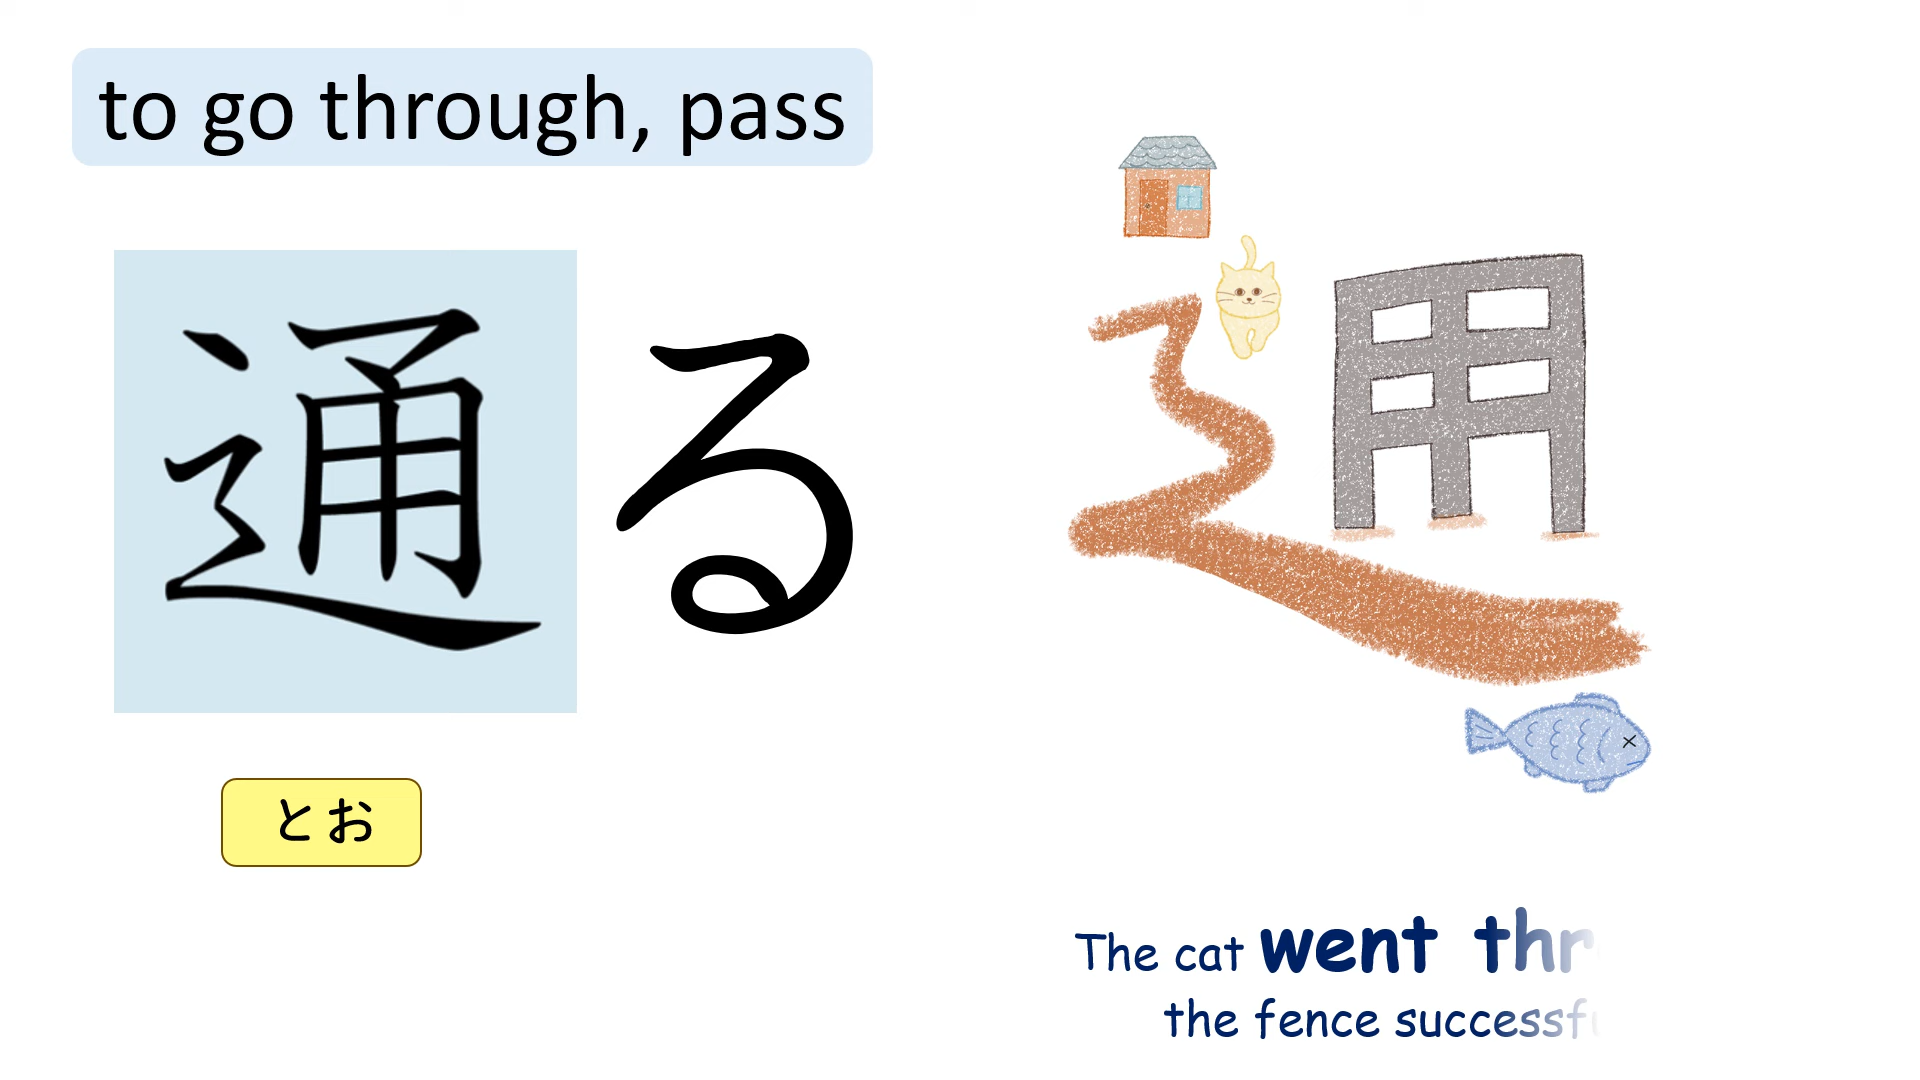 to go through, pass
通る
とお
The cat went
the fence